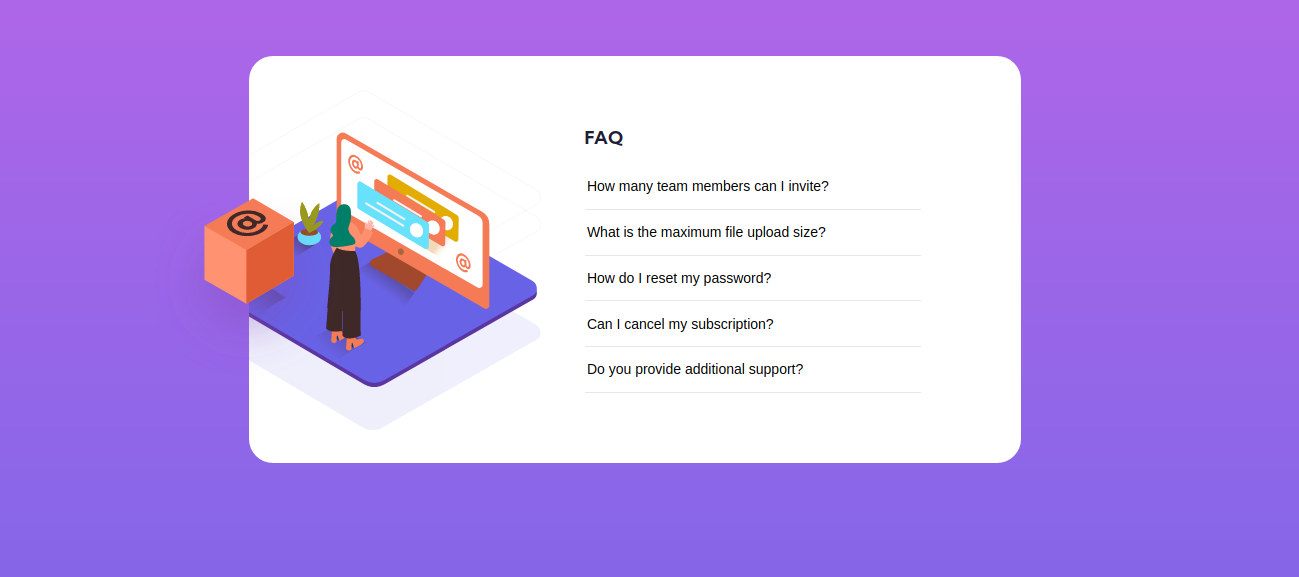 @
@
@
FAQ
How many team members can I invite?
What is the maximum file upload size?
How do I reset my password?
Can I cancel my subscription?
Do you provide additional support?